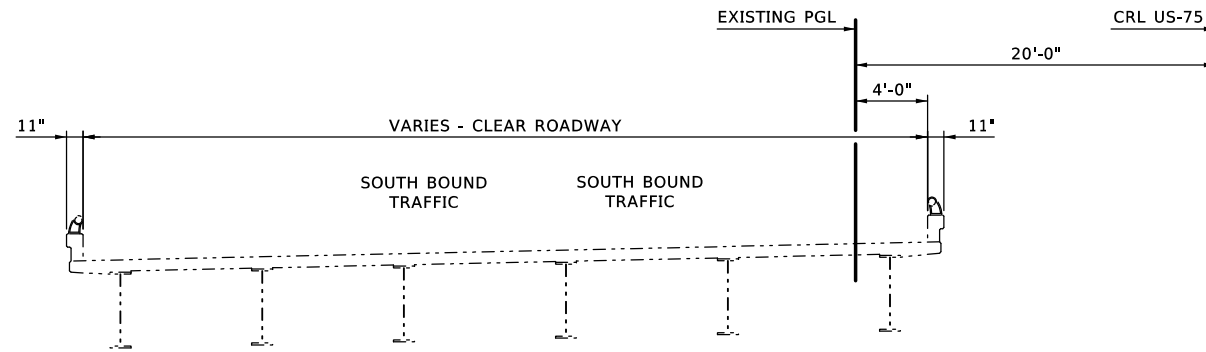 EXISTING PGL
CRL US-75
20'-0"
4'-0"
11"
VARIES - CLEAR ROADWAY
11"
SOUTH BOUND
TRAFFIC
SOUTH BOUND
TRAFFIC